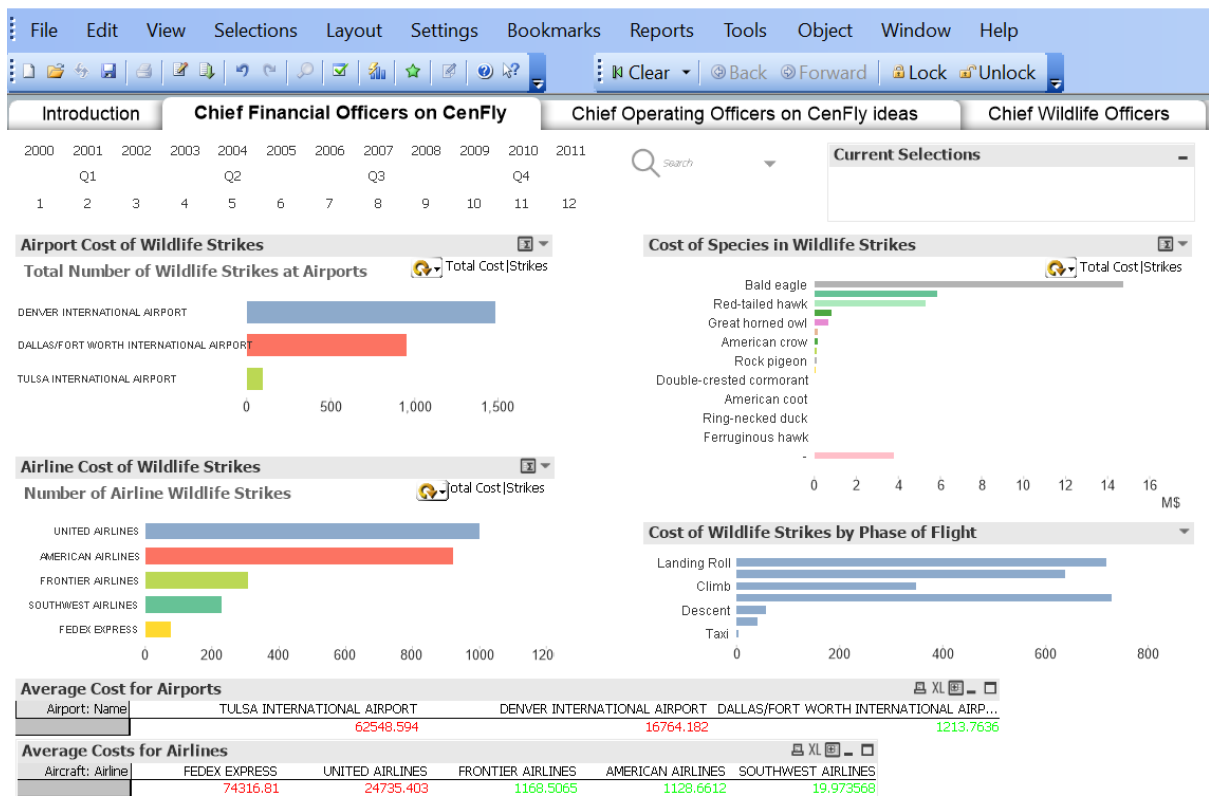 File Edit View Selections Layout Settings Bookmarks Reports Tools Object Window Help
Clear Back Forward Lock Unlock
Introduction Chief Financial Officers on CenFly Chief Operating Officers on CenFly ideas Chief Wildlife Officers
2000 2001 2002 2003 2004 2005 2006 2007 2008 2009 2010 2011
Q1 Q2 Q3 Q4
1 2 3 4 5 6 7 8 9 10 11 12
Search
Current Selections
Airport Cost of Wildlife Strikes
Total Number of Wildlife Strikes at Airports
Total Cost|Strikes
DENVER INTERNATIONAL AIRPORT
DALLAS/FORT WORTH INTERNATIONAL AIRPORT
TULSA INTERNATIONAL AIRPORT
0 500 1,000 1,500
Airline Cost of Wildlife Strikes
Number of Airline Wildlife Strikes
Total Cost|Strikes
UNITED AIRLINES
AMERICAN AIRLINES
FRONTIER AIRLINES
SOUTHWEST AIRLINES
FEDEX EXPRESS
0 200 400 600 800 1000 120
Cost of Species in Wildlife Strikes
Total Cost|Strikes
Bald eagle
Red-tailed hawk
Great horned owl
American crow
Rock pigeon
Double-crested cormorant
American coot
Ring-necked duck
Ferruginous hawk
-
0 2 4 6 8 10 12 14 16
M$
Cost of Wildlife Strikes by Phase of Flight
Landing Roll
Climb
Descent
Taxi
0 200 400 600 800
Average Cost for Airports
XL
Airport: Name TULSA INTERNATIONAL AIRPORT DENVER INTERNATIONAL AIRPORT DALLAS/FORT WORTH INTERNATIONAL AIRP...
62548.594 16764.182 1213.7636
Average Costs for Airlines
XL
Aircraft: Airline FEDEX EXPRESS UNITED AIRLINES FRONTIER AIRLINES AMERICAN AIRLINES SOUTHWEST AIRLINES
74316.81 24735.403 1168.5065 1128.6612 19.973568